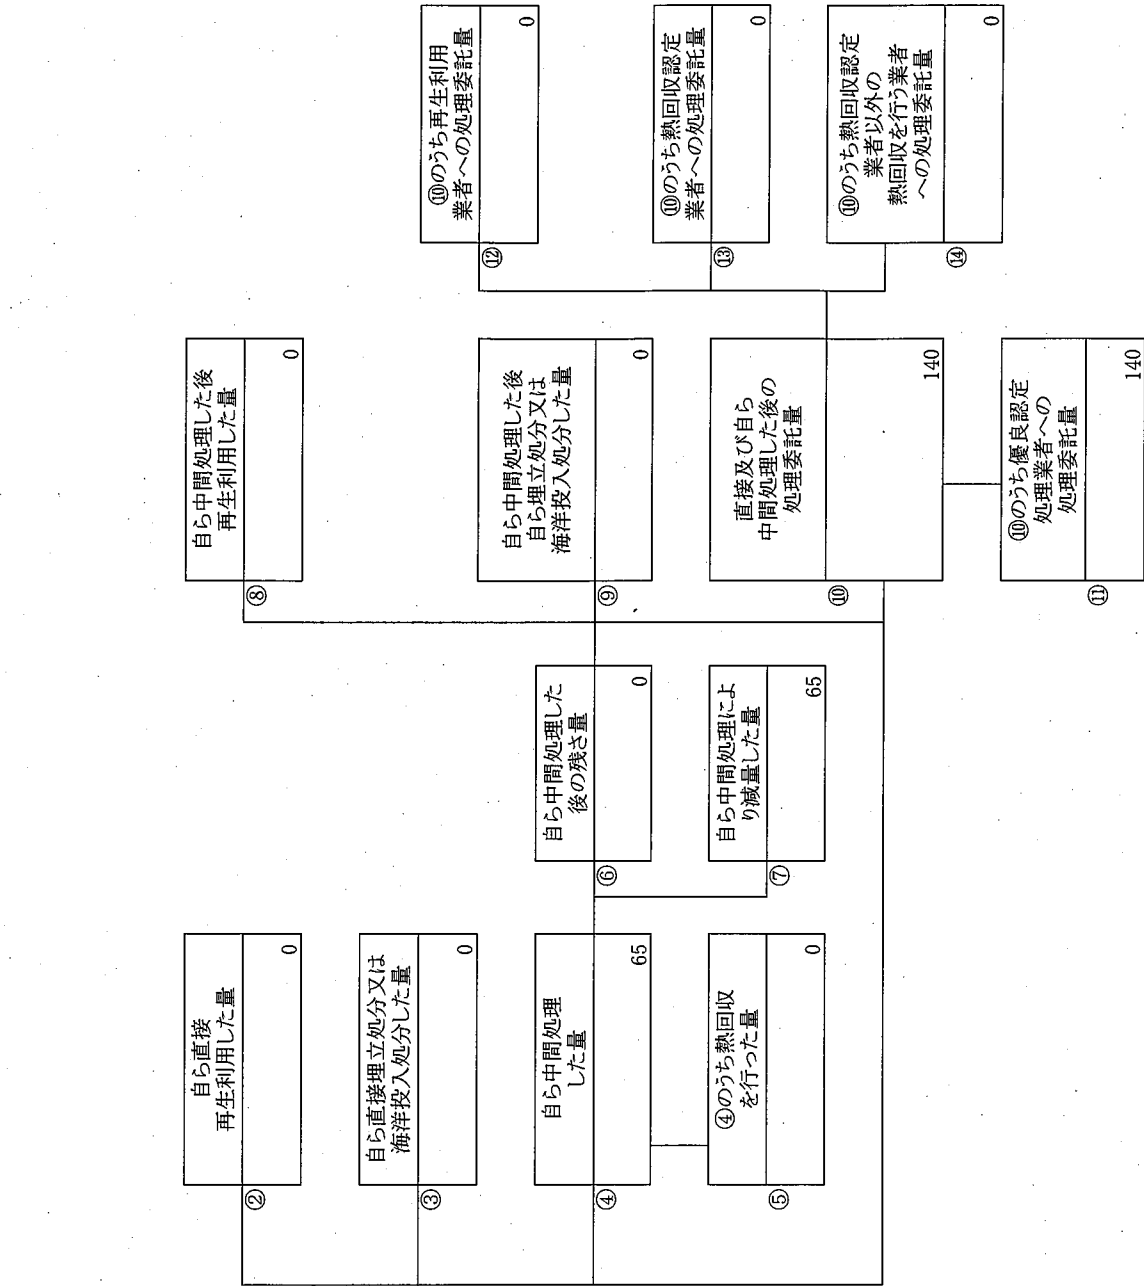 ②
自ら直接
再生利用した量
0
③
自ら直接埋立処分又は
海洋投入処分した量
0
④
自ら中間処理
した量
65
⑤
④のうち熱回収
を行った量
0
⑥
自ら中間処理した
後の残さ量
0
⑦
自ら中間処理によ
り減量した量
65
⑧
自ら中間処理した後
再生利用した量
0
⑨
自ら中間処理した後
自ら埋立処分又は
海洋投入処分した量
0
⑩
直接及び自ら
中間処理した後の
処理委託量
140
⑪
⑩のうち優良認定
処理業者への
処理委託量
140
⑫
⑩のうち再生利用
業者への処理委託量
0
⑬
⑩のうち熱回収認定
業者への処理委託量
0
⑭
⑩のうち熱回収認定
業者以外の
熱回収を行う業者
への処理委託量
0